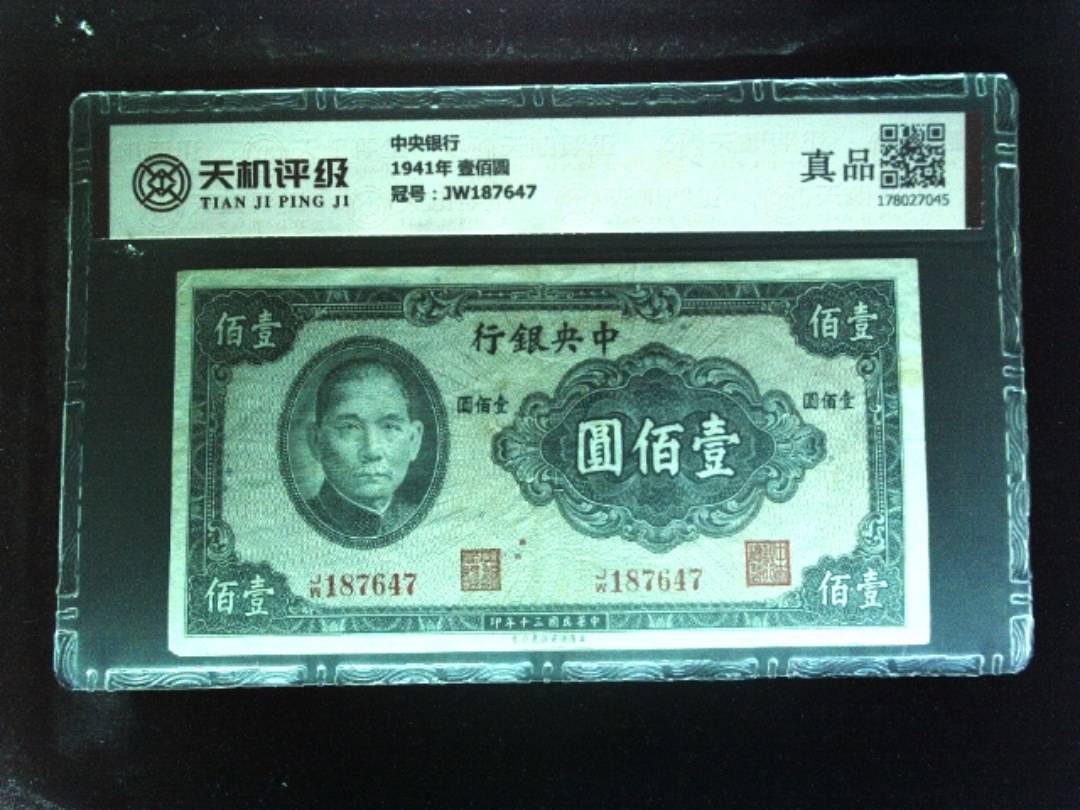 天机评级
TIAN JI PING JI
中央银行
1941年 壹佰圆
冠号：JW187647
真品
178027045
佰壹
佰壹
行銀央中
圓佰壹
圓佰壹
圓佰壹
JW187647
JW187647
佰壹
佰壹
印年十三國民華中